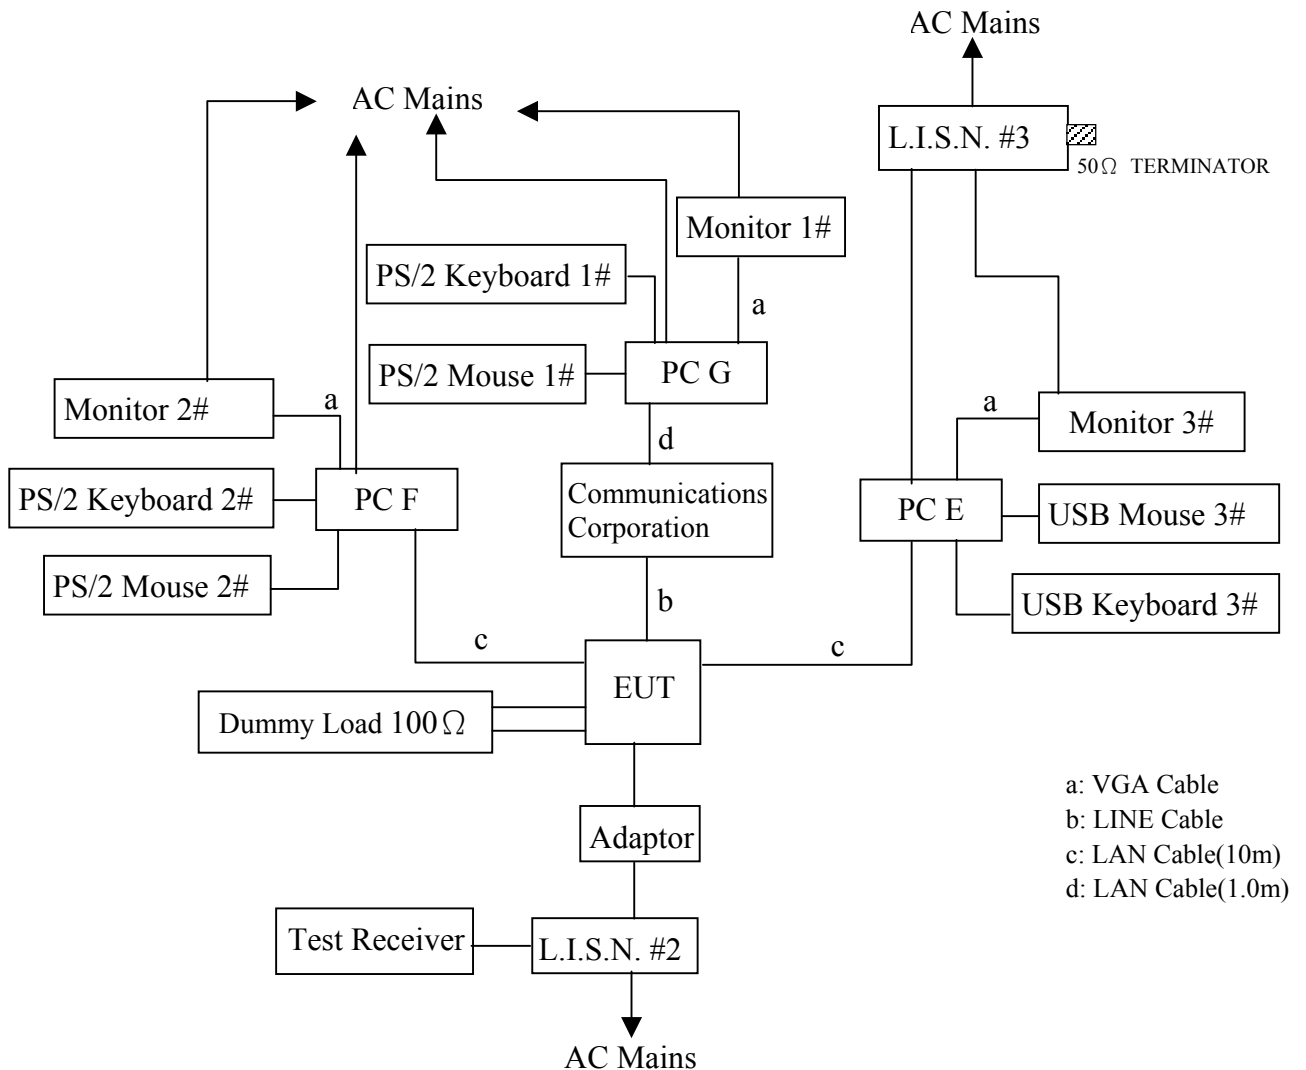 AC Mains
AC Mains
L.I.S.N. #3
50Ω TERMINATOR
Monitor 1#
PS/2 Keyboard 1#
a
PS/2 Mouse 1#
PC G
Monitor 2#
a
a
Monitor 3#
d
PS/2 Keyboard 2#
PC F
Communications
Corporation
PC E
USB Mouse 3#
PS/2 Mouse 2#
b
USB Keyboard 3#
c
c
EUT
Dummy Load 100Ω
a: VGA Cable
b: LINE Cable
c: LAN Cable(10m)
d: LAN Cable(1.0m)
Adaptor
Test Receiver
L.I.S.N. #2
AC Mains